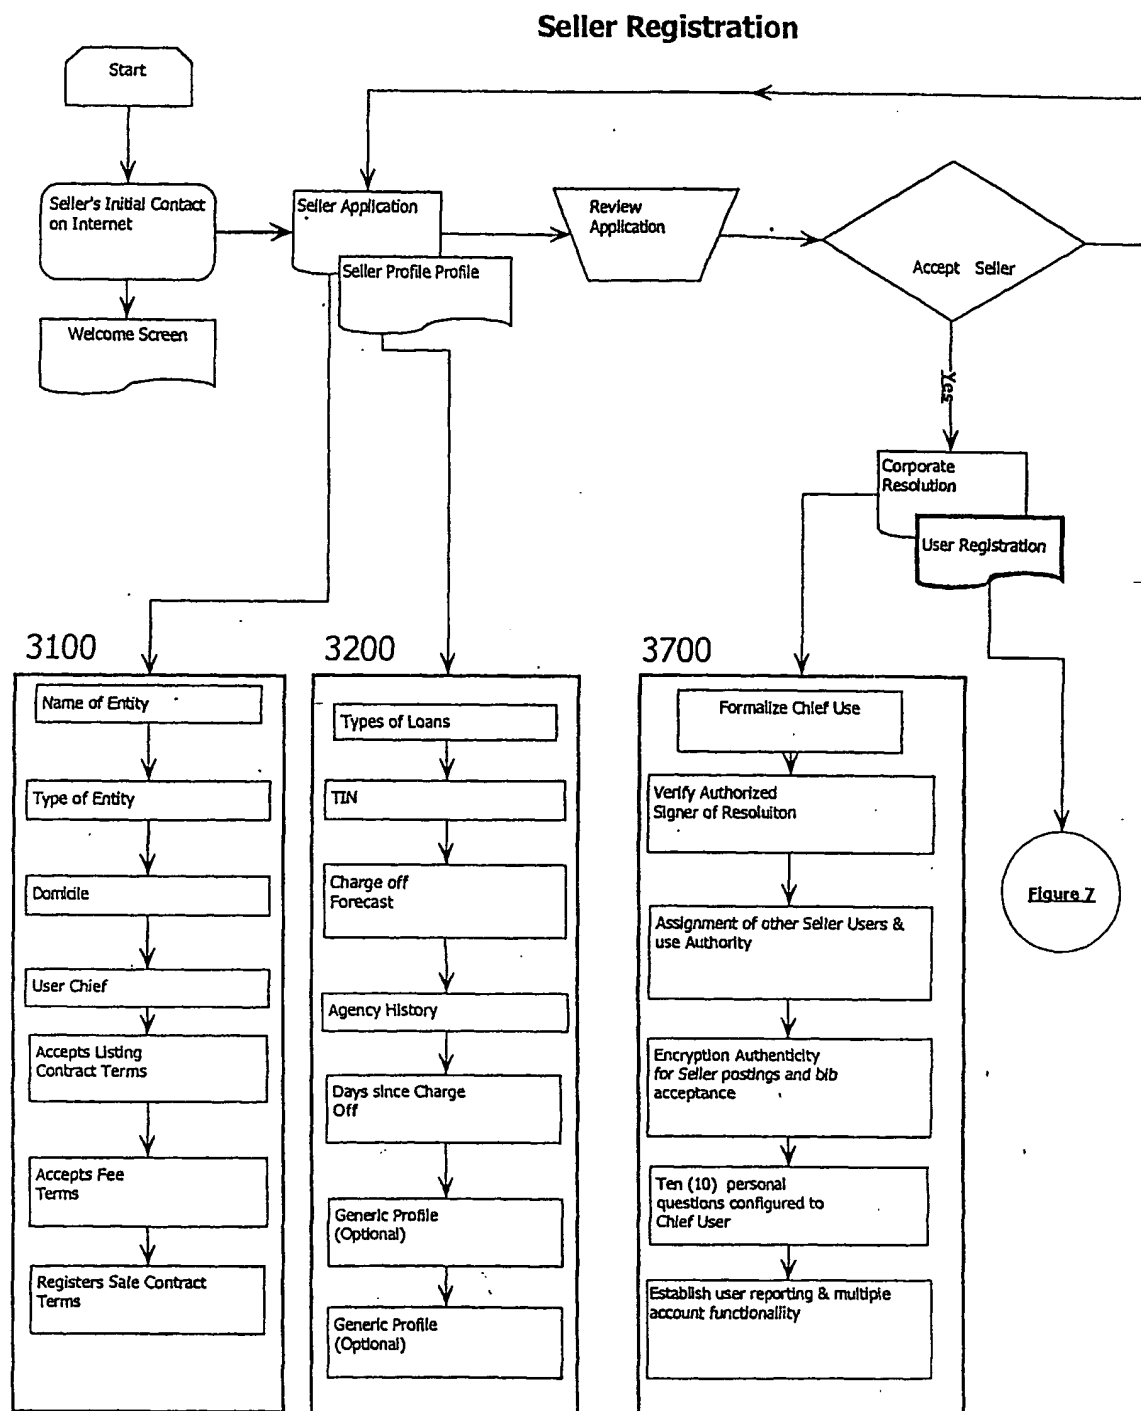 Seller Registration
Start
Seller's Initial Contact
on Internet
Welcome Screen
Seller Application
Seller Profile Profile
Review
Application
Accept Seller
Yes
Corporate
Resolution
User Registration
Figure 7
3100
Name of Entity
Type of Entity
Domicile
User Chief
Accepts Listing
Contract Terms
Accepts Fee
Terms
Registers Sale Contract
Terms
3200
Types of Loans
TIN
Charge off
Forecast
Agency History
Days since Charge
Off
Generic Profile
(Optional)
Generic Profile
(Optional)
3700
Formalize Chief Use
Verify Authorized
Signer of Resoluiton
Assignment of other Seller Users &
use Authority
Encryption Authenticity
for Seller postings and bib
acceptance
Ten (10) personal
questions configured to
Chief User
Establish user reporting & multiple
account functionallity